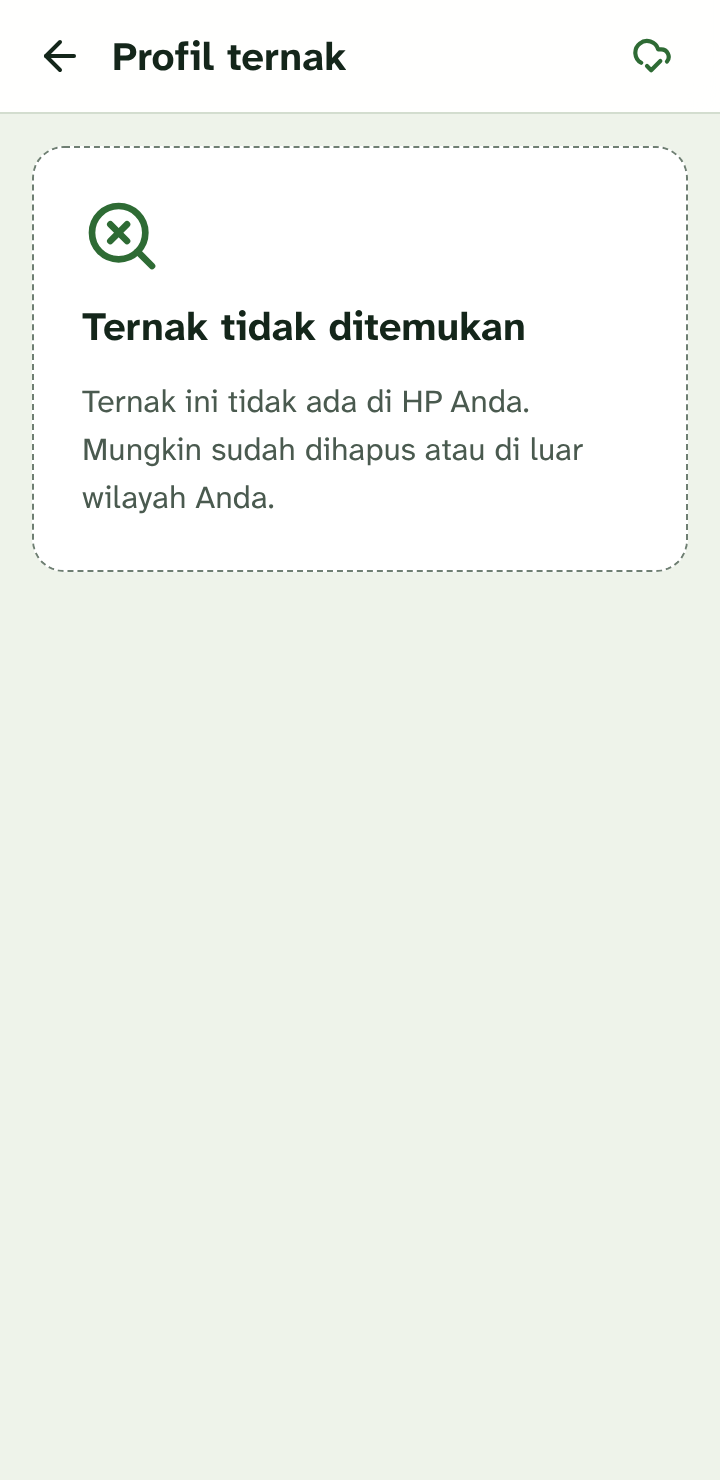 Profil ternak
Ternak tidak ditemukan
Ternak ini tidak ada di HP Anda.
Mungkin sudah dihapus atau di luar
wilayah Anda.